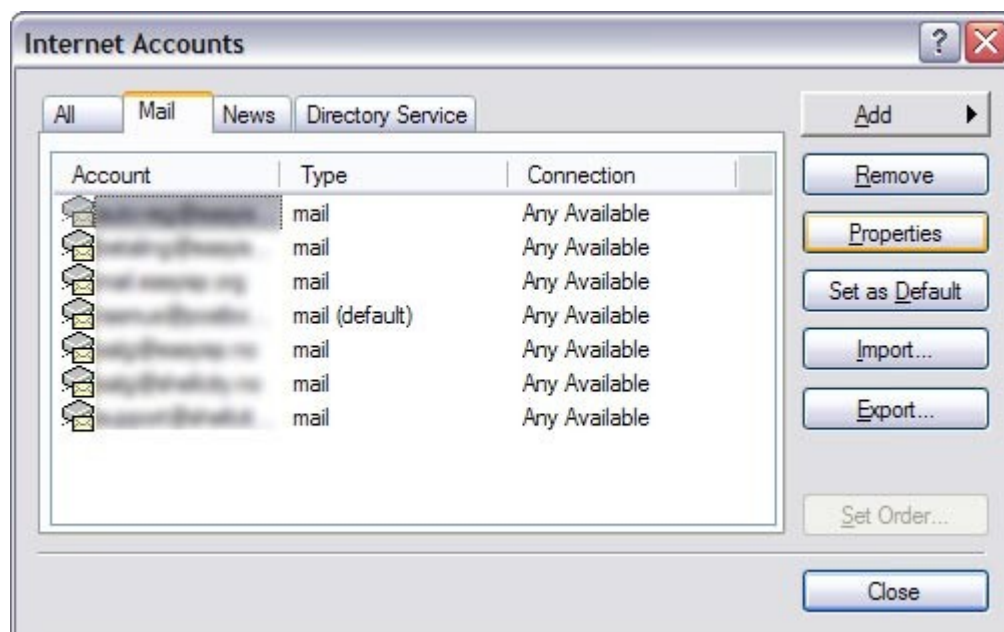 Internet Accounts
All Mail News Directory Service
Add
Remove
Properties
Set as Default
Import...
Export...
Set Order...
Close
Account Type Connection
mail Any Available
mail Any Available
mail Any Available
mail (default) Any Available
mail Any Available
mail Any Available
mail Any Available